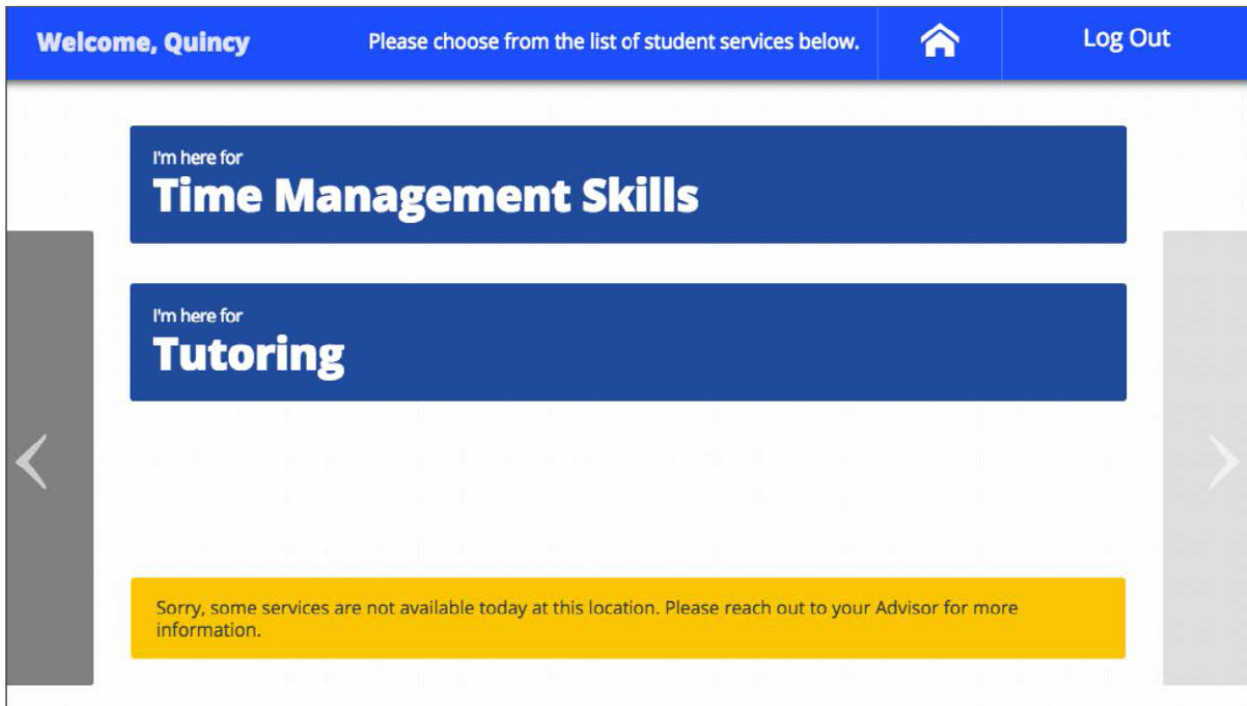 Welcome, Quincy
Please choose from the list of student services below.
Log Out
I'm here for
Time Management Skills
I'm here for
Tutoring
Sorry, some services are not available today at this location. Please reach out to your Advisor for more
information.